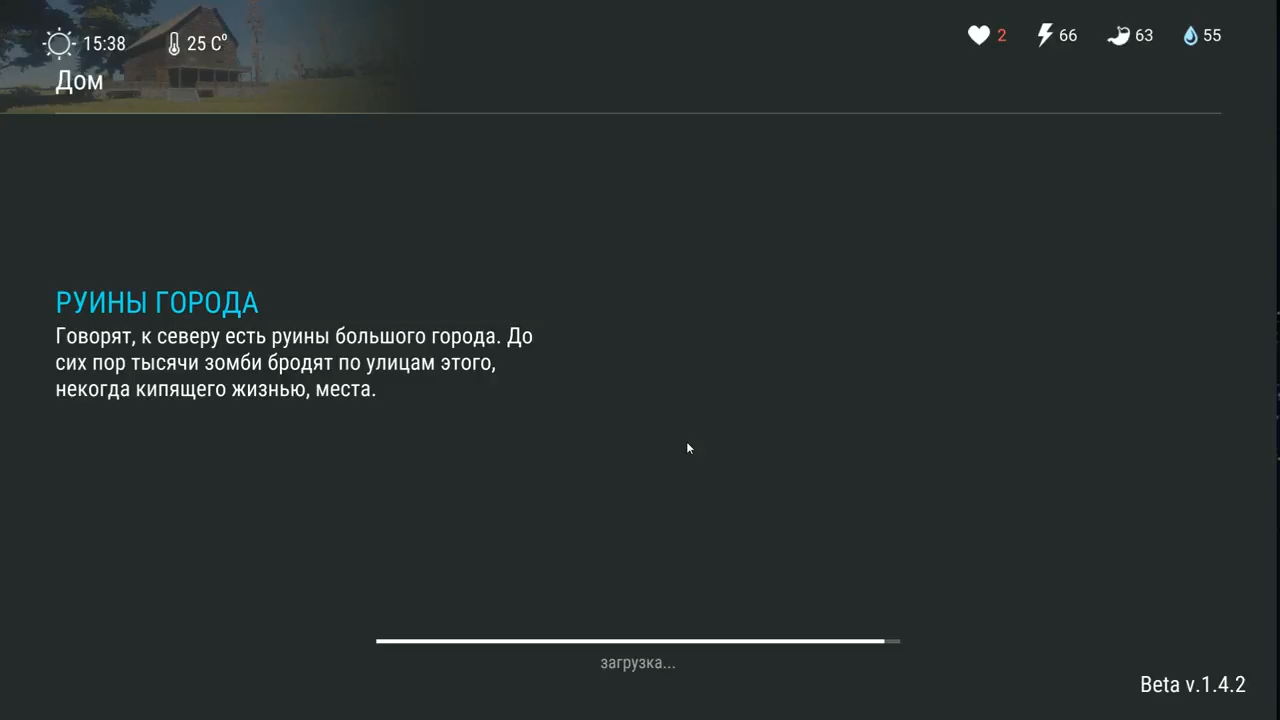 15:38 25 C°
2 66 63 55
Дом
РУИНЫ ГОРОДА
Говорят, к северу есть руины большого города. До
сих пор тысячи зомби бродят по улицам этого,
некогда кипящего жизнью, места.
загрузка...
Beta v.1.4.2